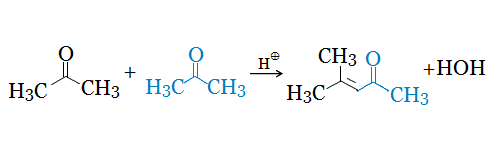 O O H⊕ CH₃ O
H₃C CH₃ + H₃C CH₃ H₃C CH₃ +HOH